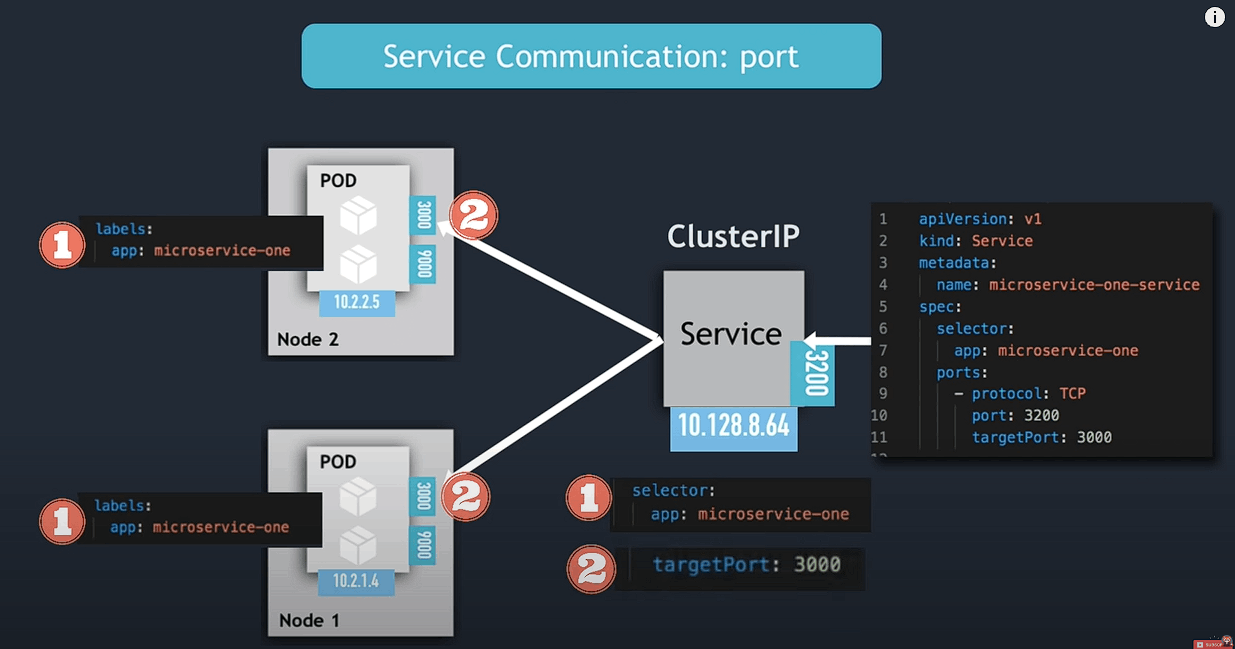 Service Communication: port
POD
3000
9000
10.2.2.5
Node 2
1
labels:
app: microservice-one
2
POD
3000
9000
10.2.1.4
Node 1
1
labels:
app: microservice-one
2
ClusterIP
Service
3200
10.128.8.64
1 apiVersion: v1
2 kind: Service
3 metadata:
4 name: microservice-one-service
5 spec:
6 selector:
7 app: microservice-one
8 ports:
9 – protocol: TCP
10 port: 3200
11 targetPort: 3000
1
selector:
app: microservice-one
2
targetPort: 3000
i